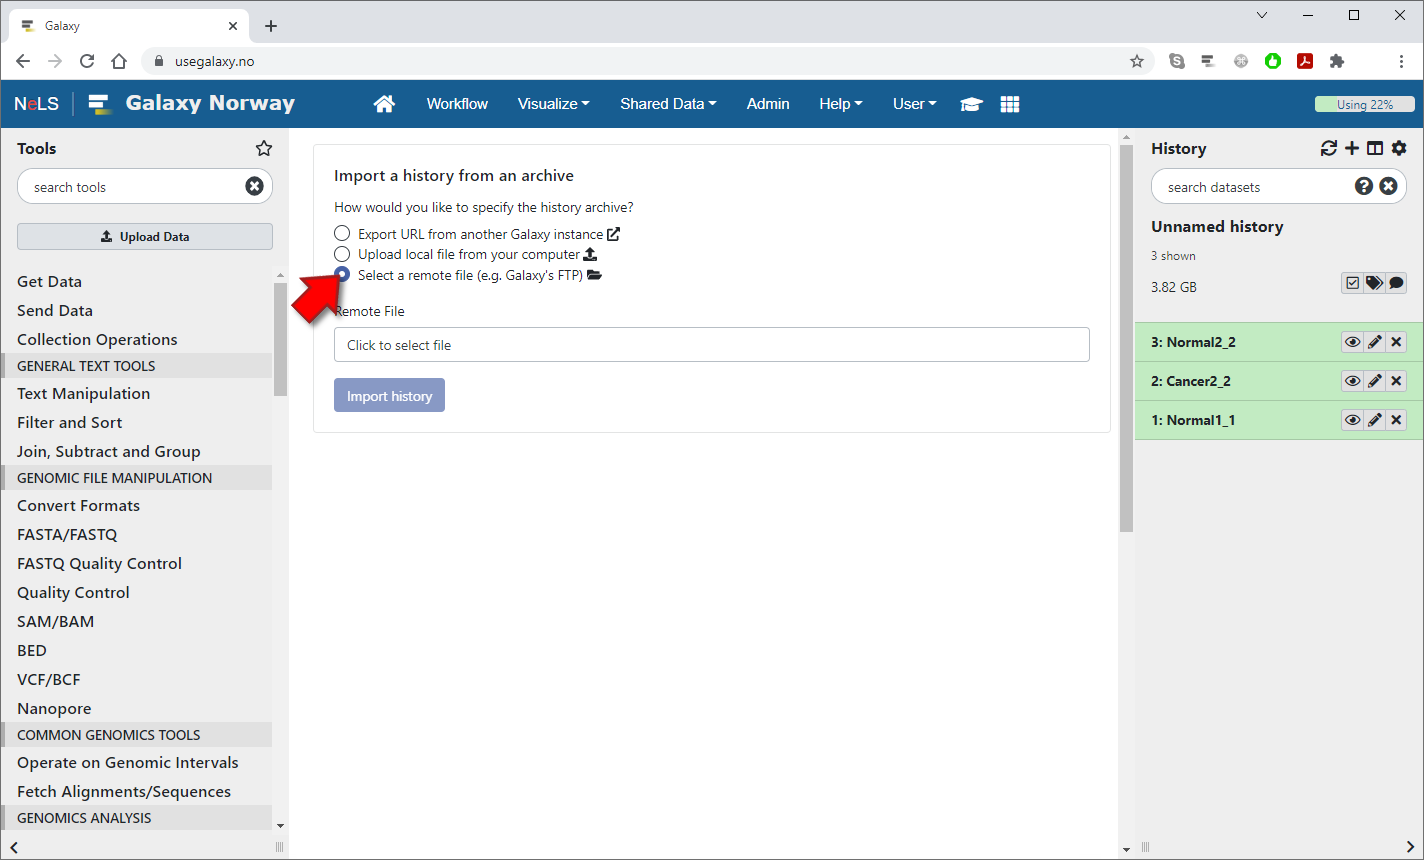 Galaxy
usegalaxy.no
NeLS Galaxy Norway Workflow Visualize Shared Data Admin Help User Using 22%
Tools
search tools
Upload Data
Get Data
Send Data
Collection Operations
GENERAL TEXT TOOLS
Text Manipulation
Filter and Sort
Join, Subtract and Group
GENOMIC FILE MANIPULATION
Convert Formats
FASTA/FASTQ
FASTQ Quality Control
Quality Control
SAM/BAM
BED
VCF/BCF
Nanopore
COMMON GENOMICS TOOLS
Operate on Genomic Intervals
Fetch Alignments/Sequences
GENOMICS ANALYSIS
Import a history from an archive
How would you like to specify the history archive?
Export URL from another Galaxy instance
Upload local file from your computer
Select a remote file (e.g. Galaxy's FTP)
Remote File
Click to select file
Import history
History
search datasets
Unnamed history
3 shown
3.82 GB
3: Normal2_2
2: Cancer2_2
1: Normal1_1